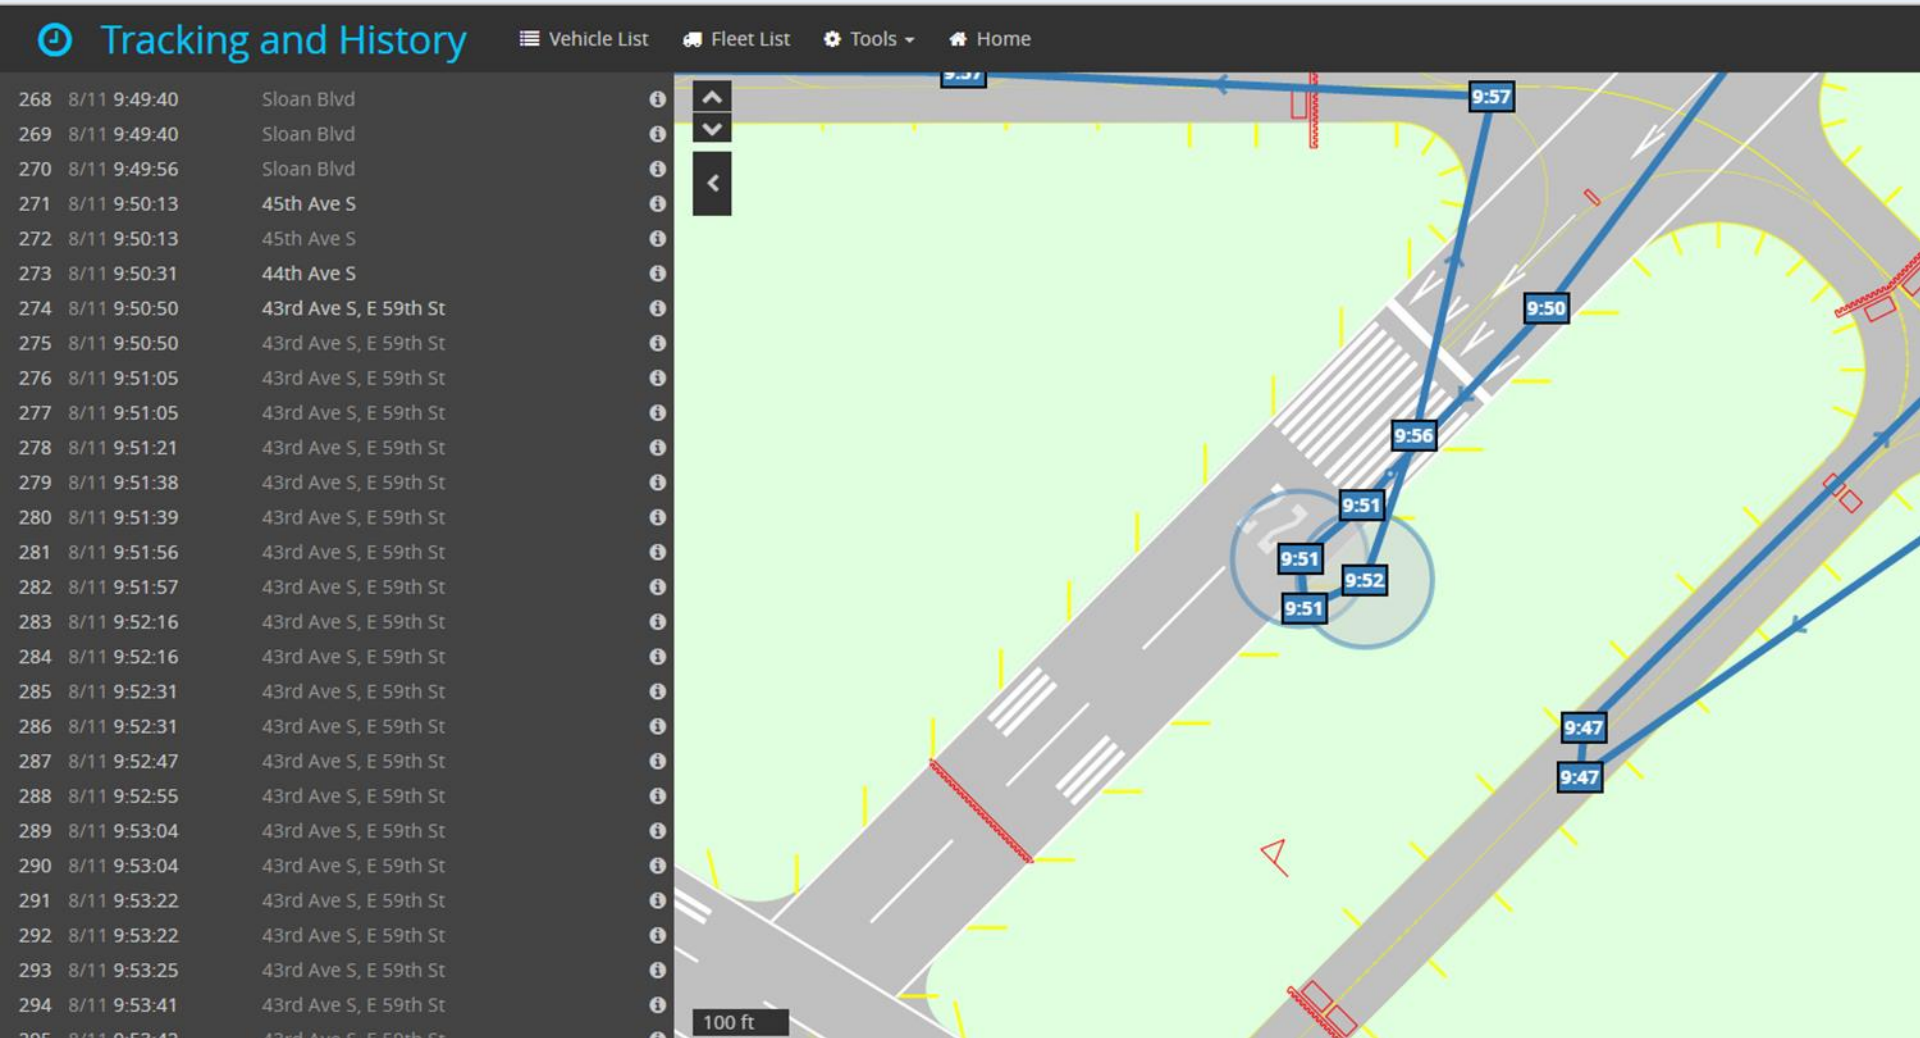 Tracking and History Vehicle List Fleet List Tools Home
268 8/11 9:49:40 Sloan Blvd
269 8/11 9:49:40 Sloan Blvd
270 8/11 9:49:56 Sloan Blvd
271 8/11 9:50:13 45th Ave S
272 8/11 9:50:13 45th Ave S
273 8/11 9:50:31 44th Ave S
274 8/11 9:50:50 43rd Ave S, E 59th St
275 8/11 9:50:50 43rd Ave S, E 59th St
276 8/11 9:51:05 43rd Ave S, E 59th St
277 8/11 9:51:05 43rd Ave S, E 59th St
278 8/11 9:51:21 43rd Ave S, E 59th St
279 8/11 9:51:38 43rd Ave S, E 59th St
280 8/11 9:51:39 43rd Ave S, E 59th St
281 8/11 9:51:56 43rd Ave S, E 59th St
282 8/11 9:51:57 43rd Ave S, E 59th St
283 8/11 9:52:16 43rd Ave S, E 59th St
284 8/11 9:52:16 43rd Ave S, E 59th St
285 8/11 9:52:31 43rd Ave S, E 59th St
286 8/11 9:52:31 43rd Ave S, E 59th St
287 8/11 9:52:47 43rd Ave S, E 59th St
288 8/11 9:52:55 43rd Ave S, E 59th St
289 8/11 9:53:04 43rd Ave S, E 59th St
290 8/11 9:53:04 43rd Ave S, E 59th St
291 8/11 9:53:22 43rd Ave S, E 59th St
292 8/11 9:53:22 43rd Ave S, E 59th St
293 8/11 9:53:25 43rd Ave S, E 59th St
294 8/11 9:53:41 43rd Ave S, E 59th St
9:57
9:57
9:50
9:56
9:51
9:51
9:52
9:51
9:47
9:47
100 ft